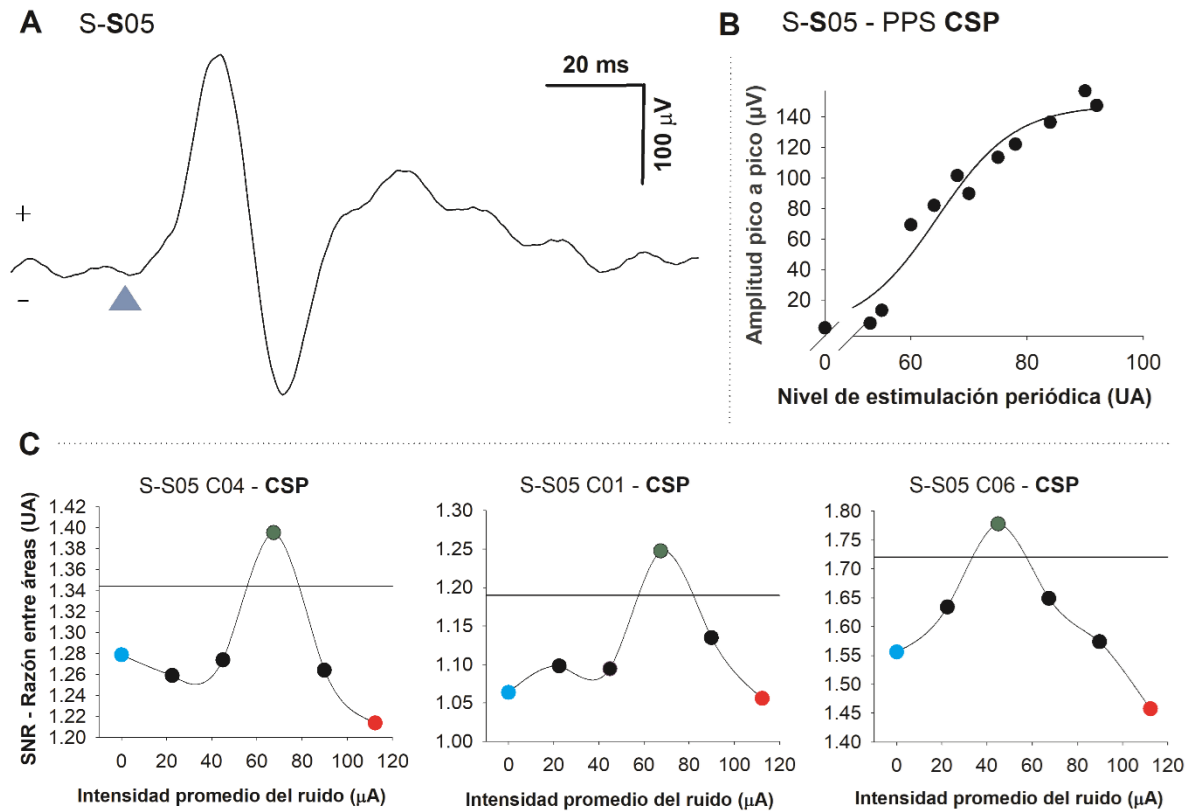 A S-S05
20 ms
100 µV
+
−
B S-S05 - PPS CSP
Amplitud pico a pico (µV)
140
120
100
80
60
40
20
0 60 80 100
Nivel de estimulación periódica (UA)
C
S-S05 C04 - CSP
SNR - Razón entre áreas (UA)
1.42
1.40
1.38
1.36
1.34
1.32
1.30
1.28
1.26
1.24
1.22
1.20
0 20 40 60 80 100 120
Intensidad promedio del ruido (µA)
S-S05 C01 - CSP
1.30
1.25
1.20
1.15
1.10
1.05
1.00
0 20 40 60 80 100 120
Intensidad promedio del ruido (µA)
S-S05 C06 - CSP
1.80
1.75
1.70
1.65
1.60
1.55
1.50
1.45
1.40
0 20 40 60 80 100 120
Intensidad promedio del ruido (µA)